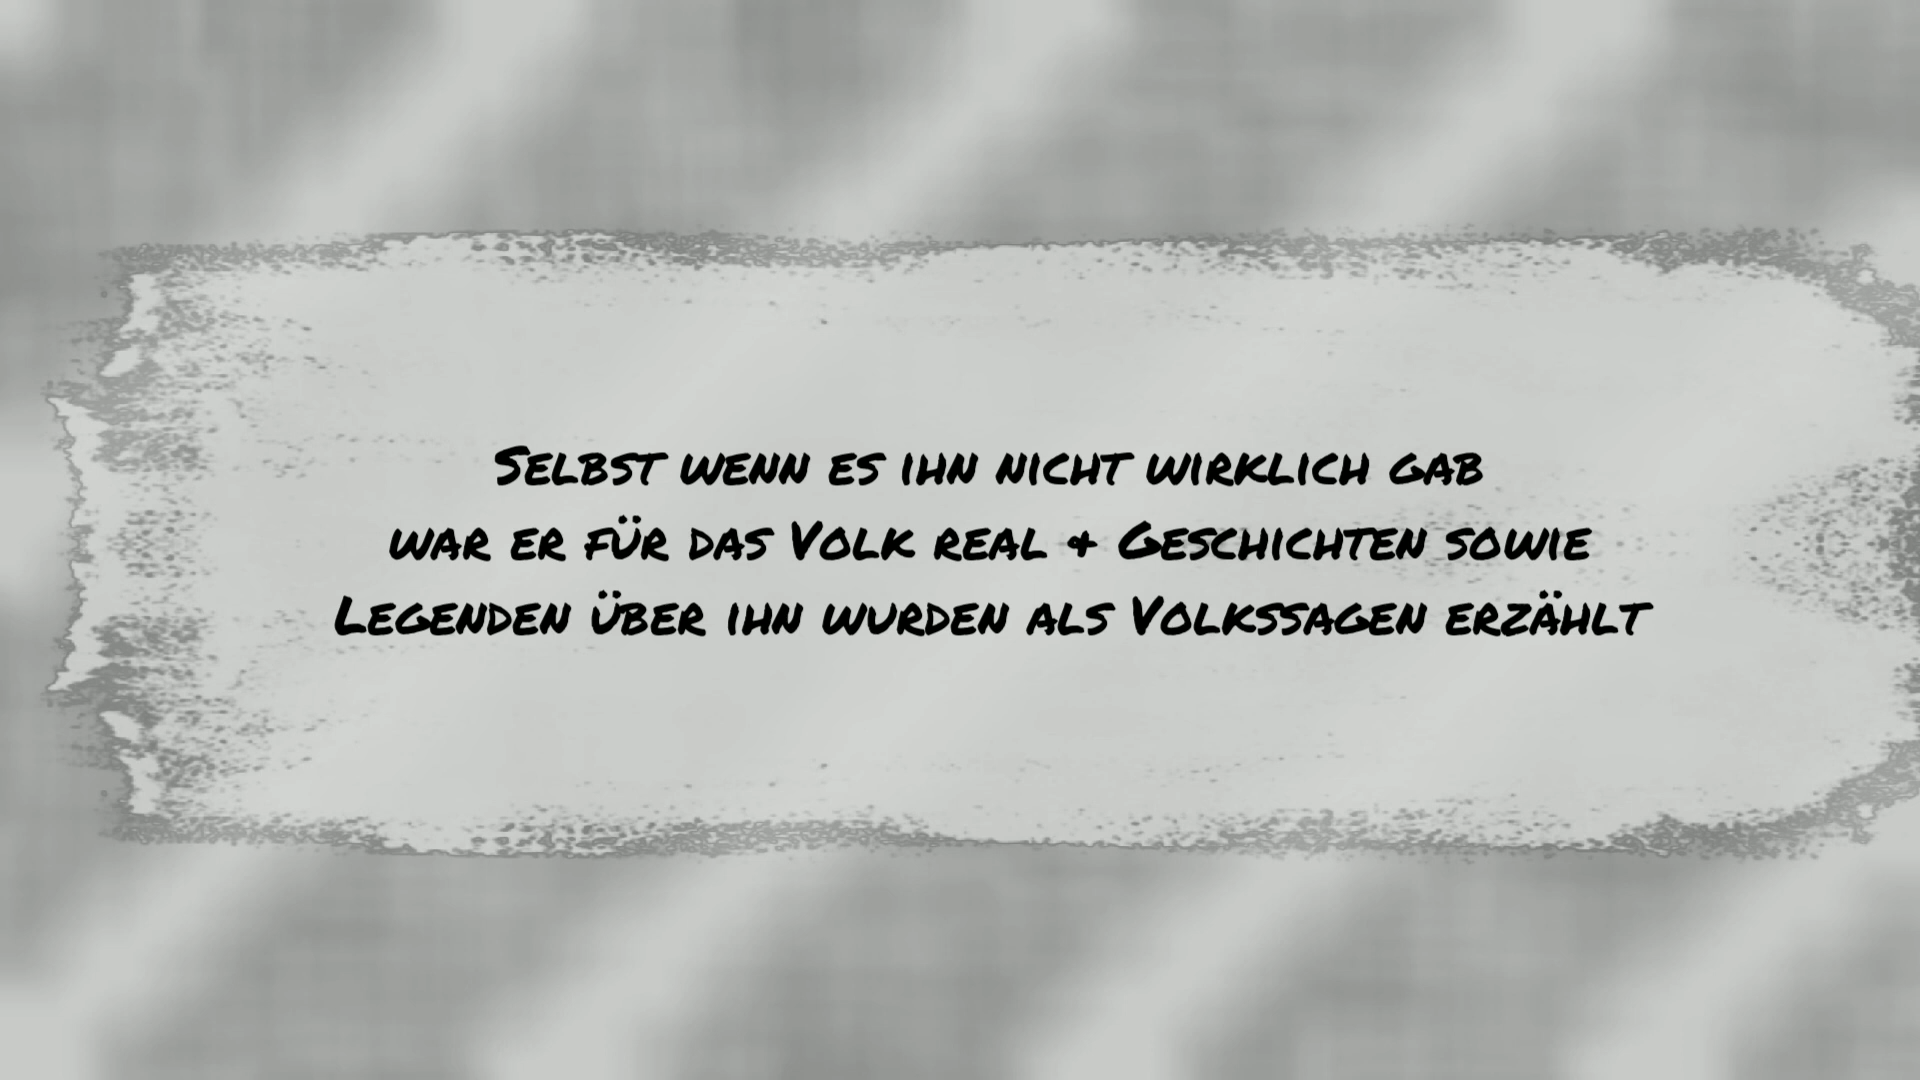 Selbst wenn es ihn nicht wirklich gab
war er für das Volk real & Geschichten sowie
Legenden über ihn wurden als Volkssagen erzählt